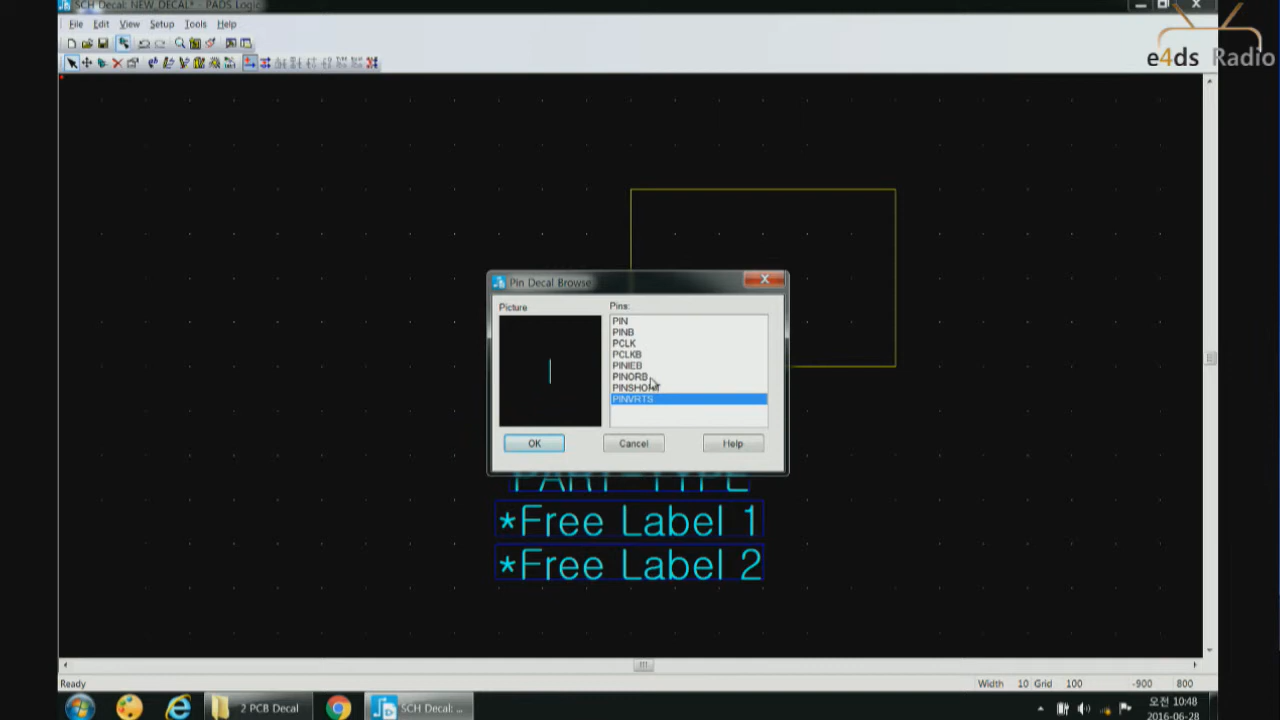 SCH Decal: NEW_DECAL* - PADS Logic
File Edit View Setup Tools Help
e4ds Radio
Pin Decal Browse
Picture
Pins:
PIN
PINB
PCLK
PCLKB
PINIEB
PINORB
PINSHORT
PINVRTS
OK Cancel Help
PART-TYPE
*Free Label 1
*Free Label 2
Ready
Width 10 Grid 100 -900 800
2 PCB Decal
SCH Decal: ...
오전 10:48
2016-06-28